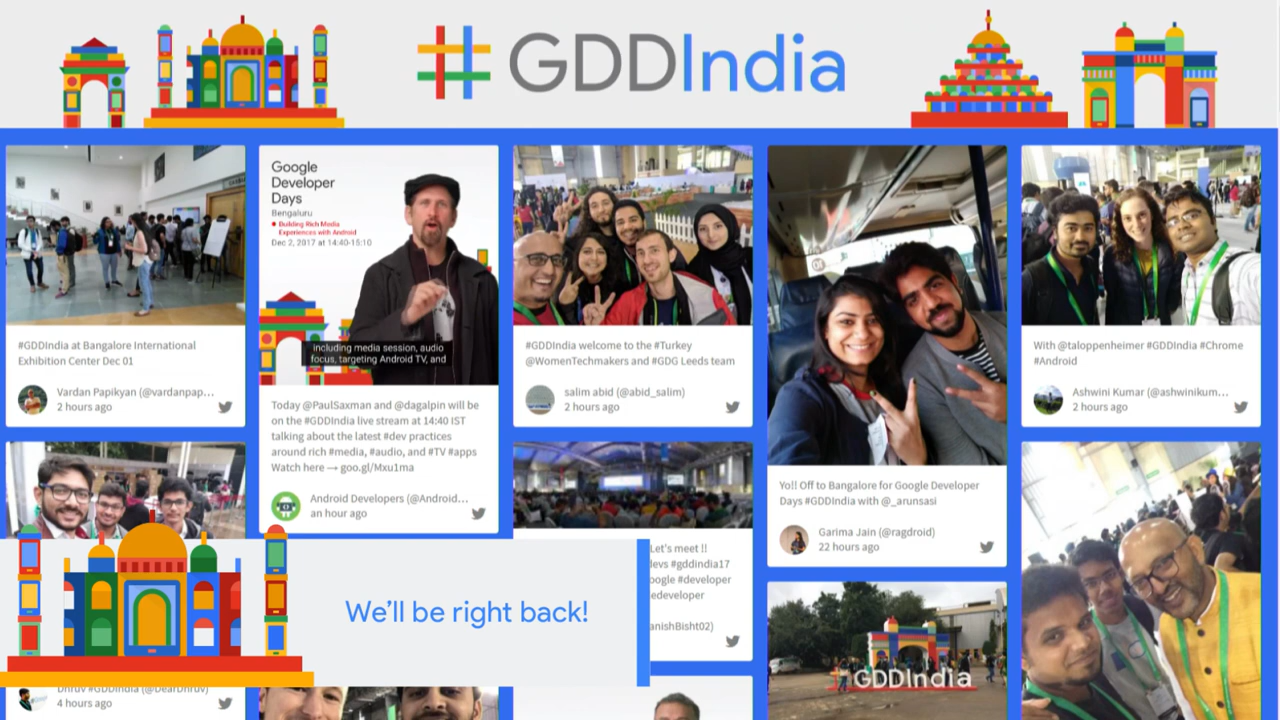 #GDDIndia
#GDDIndia at Bangalore International
Exhibition Center Dec 01
Vardan Papikyan (@vardanpap...
2 hours ago
Dhruv #GDDIndia (@DearDhruv)
4 hours ago
Google
Developer
Days
Bengaluru
Building Rich Media
Experiences with Android
Dec 2, 2017 at 14:40-15:10
including media session, audio
focus, targeting Android TV, and
Today @PaulSaxman and @dagalpin will be
on the #GDDIndia live stream at 14:40 IST
talking about the latest #dev practices
around rich #media, #audio, and #TV #apps
Watch here → goo.gl/Mxu1ma
Android Developers (@Android...
an hour ago
#GDDIndia welcome to the #Turkey
@WomenTechmakers and #GDG Leeds team
salim abid (@abid_salim)
2 hours ago
Let's meet !!
devs #gddindia17
oogle #developer
edeveloper
anishBisht02)
Yo!! Off to Bangalore for Google Developer
Days #GDDIndia with @_arunsasi
Garima Jain (@ragdroid)
22 hours ago
GDDIndia
With @taloppenheimer #GDDIndia #Chrome
#Android
Ashwini Kumar (@ashwinikum...
2 hours ago
We'll be right back!